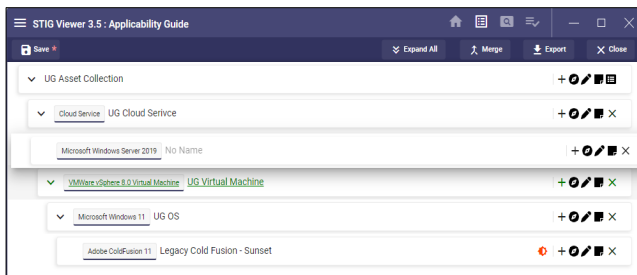 STIG Viewer 3.5 : Applicability Guide
Save * Expand All Merge Export Close
UG Asset Collection
Cloud Service UG Cloud Serivce
Microsoft Windows Server 2019 No Name
VMWare vSphere 8.0 Virtual Machine UG Virtual Machine
Microsoft Windows 11 UG OS
Adobe ColdFusion 11 Legacy Cold Fusion - Sunset